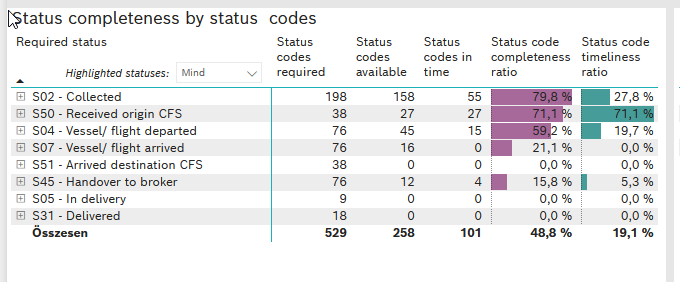 Status completeness by status codes
Required status Status codes required Status codes available Status codes in time Status code completeness ratio Status code timeliness ratio
Highlighted statuses: Mind
S02 - Collected 198 158 55 79,8 % 27,8 %
S50 - Received origin CFS 38 27 27 71,1 % 71,1 %
S04 - Vessel/ flight departed 76 45 15 59,2 % 19,7 %
S07 - Vessel/ flight arrived 76 16 0 21,1 % 0,0 %
S51 - Arrived destination CFS 38 0 0 0,0 % 0,0 %
S45 - Handover to broker 76 12 4 15,8 % 5,3 %
S05 - In delivery 9 0 0 0,0 % 0,0 %
S31 - Delivered 18 0 0 0,0 % 0,0 %
Összesen 529 258 101 48,8 % 19,1 %